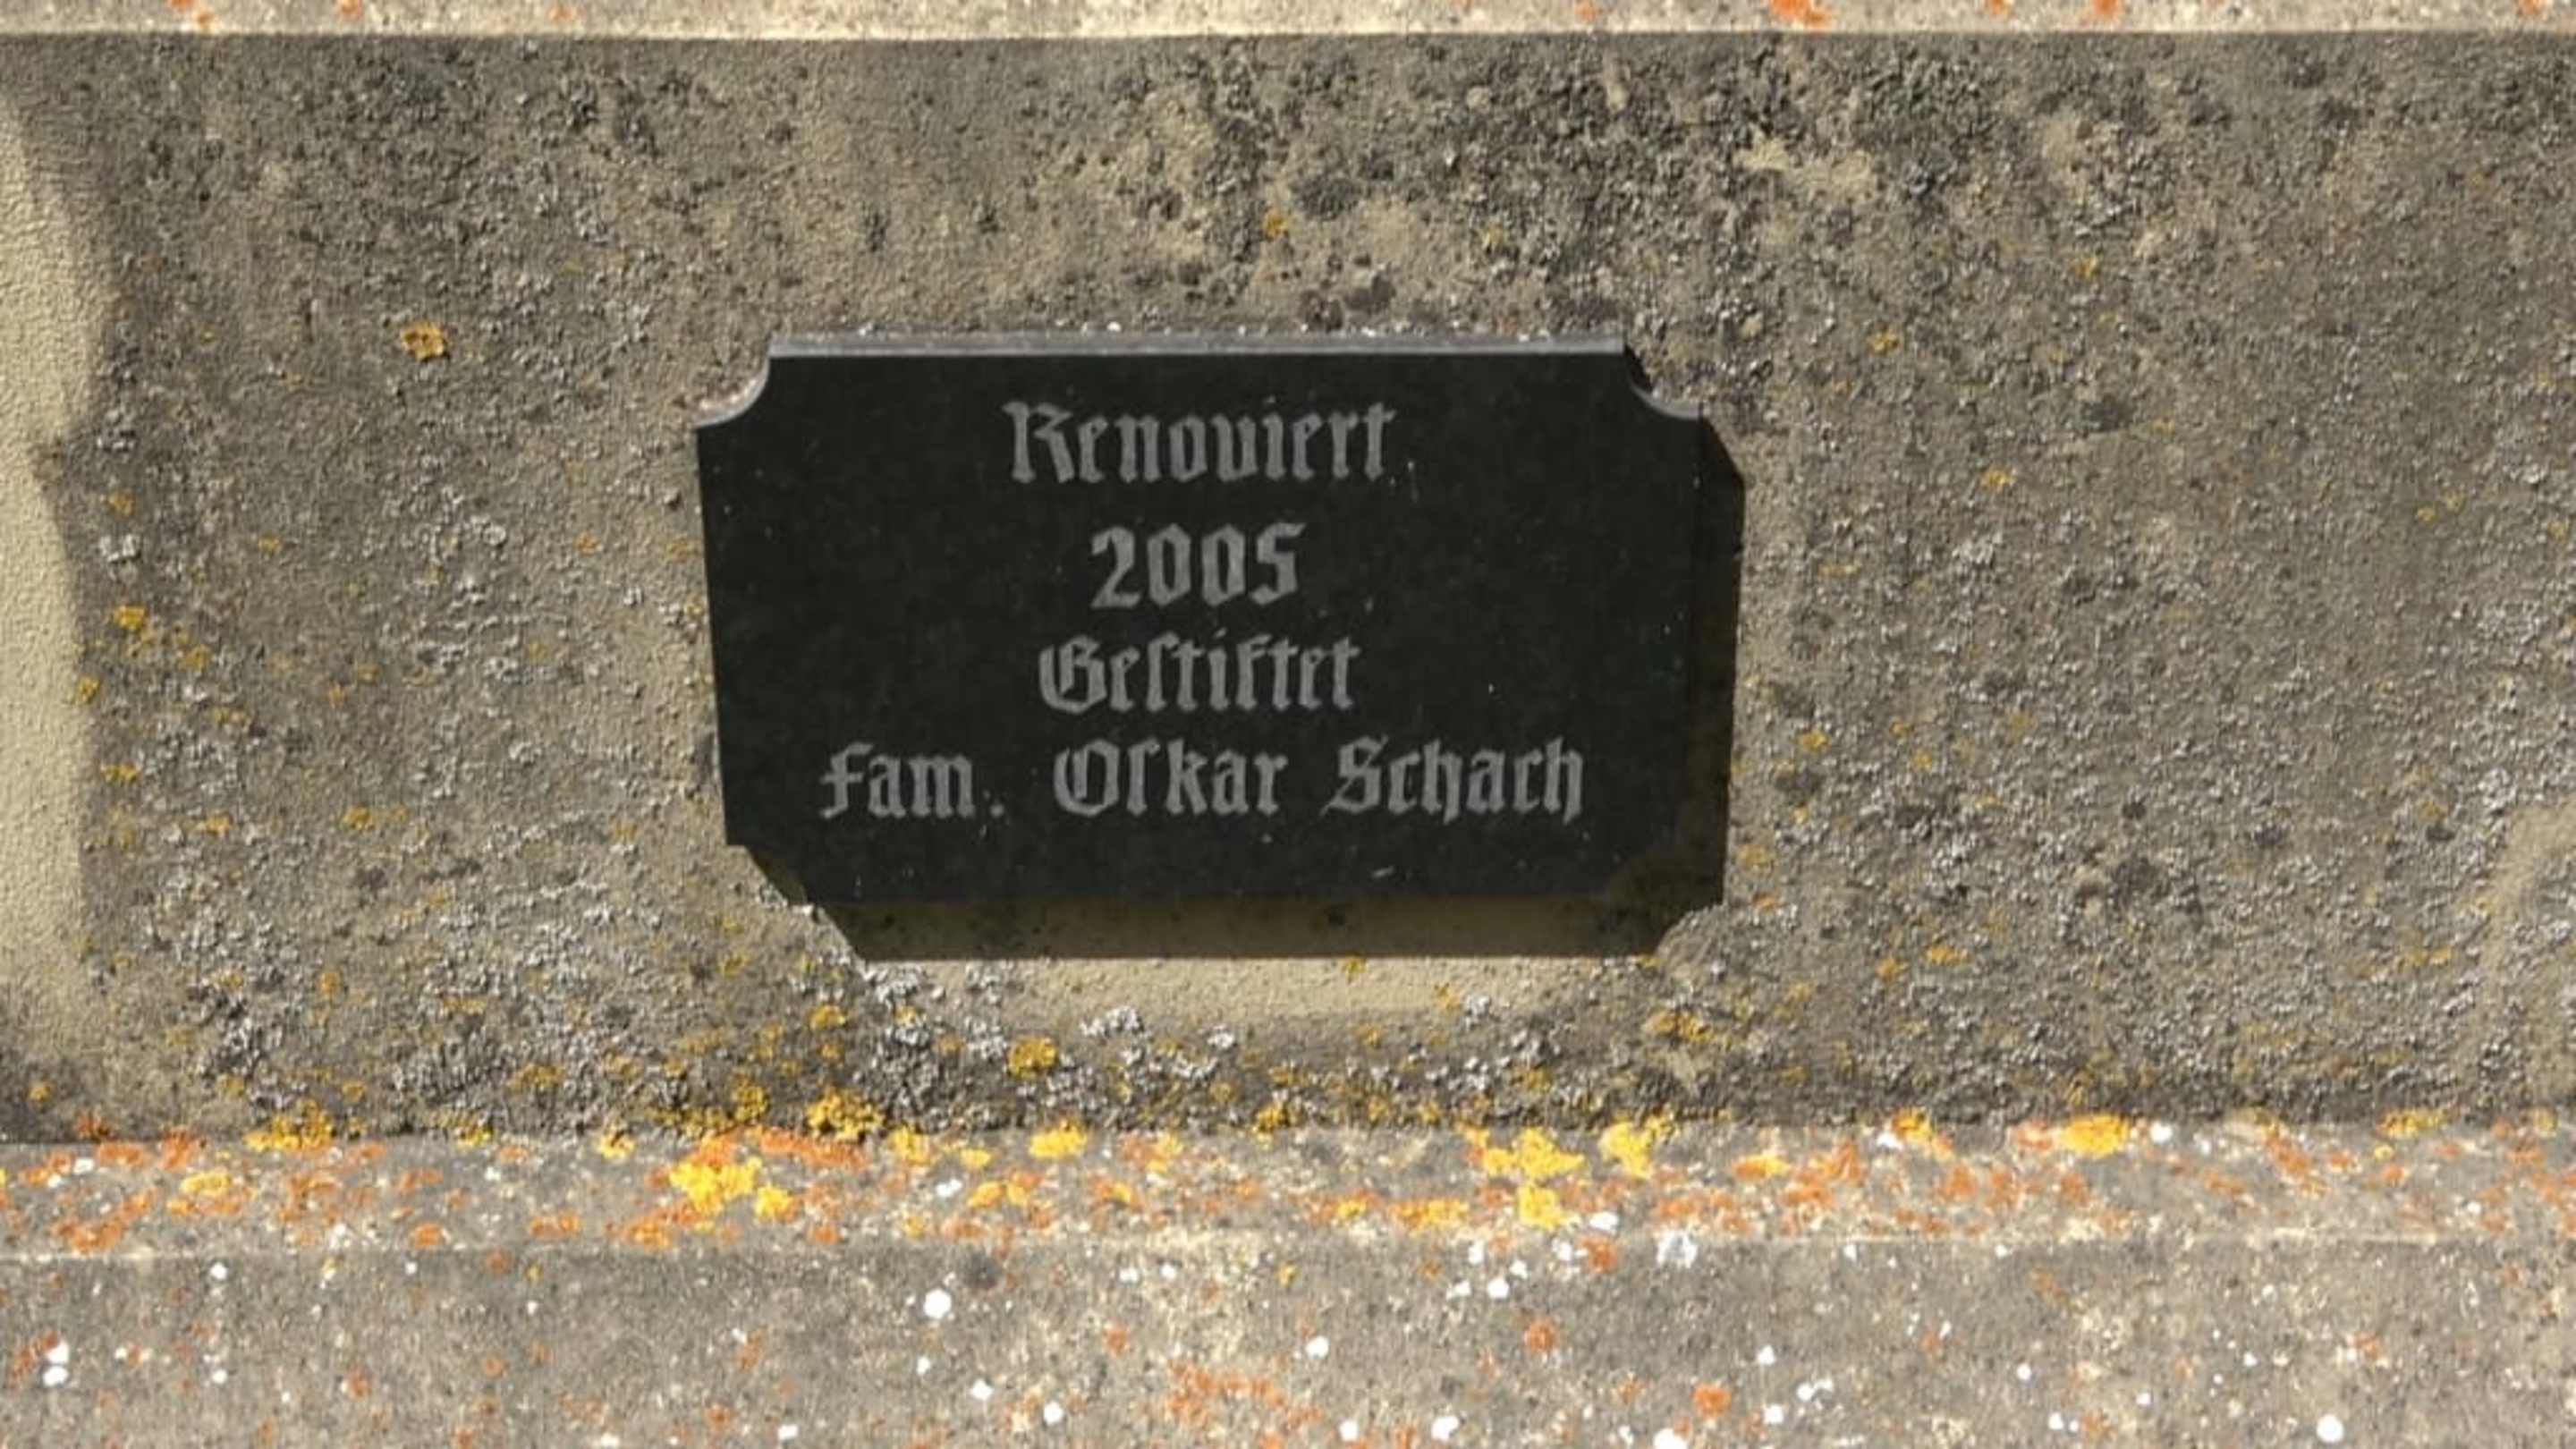 Renoviert
2005
Geſtiftet
Fam. Oſkar Schach